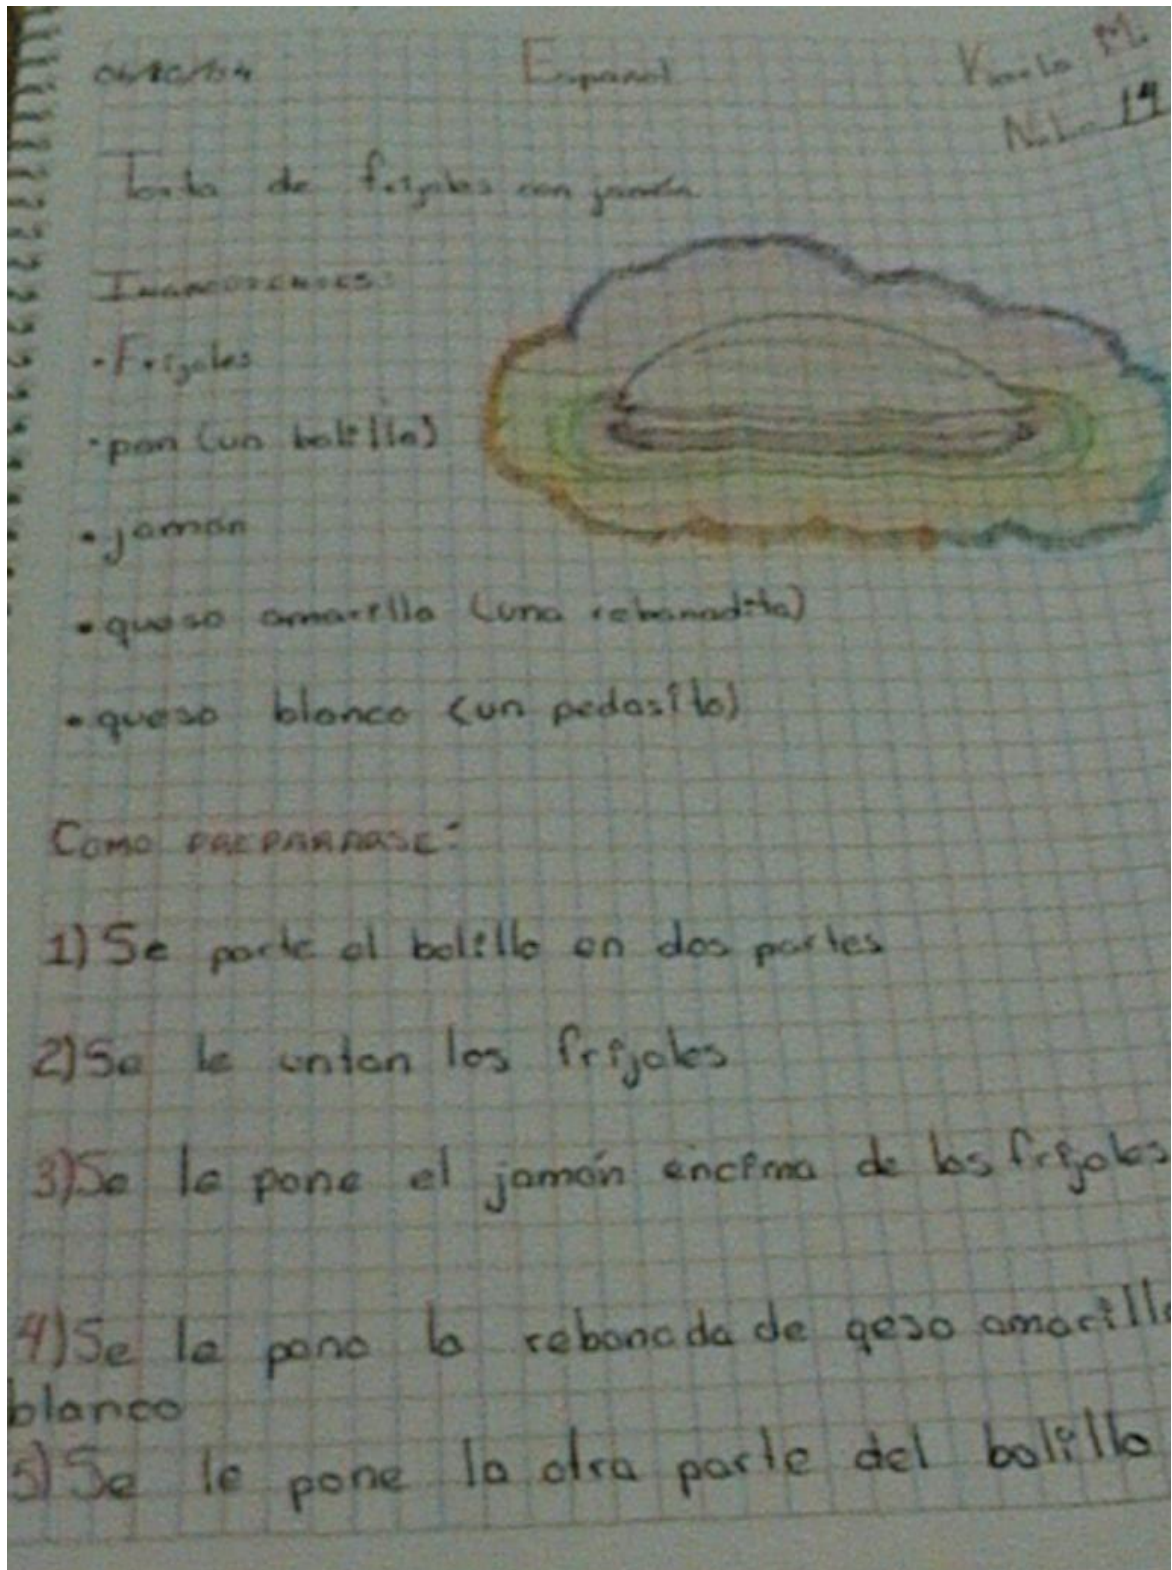 Español
M.
N.L. 14
Torta de frijoles con jamón
INGREDIENTES:
•Frijoles
•pan (un bolillo)
•jamón
•queso amarillo (una rebanadita)
•queso blanco (un pedasito)
COMO PREPARARSE:
1) Se parte el bolillo en dos partes
2) Se le untan los frijoles
3) Se le pone el jamón encima de los frijoles
4) Se le pone la rebanada de qeso amarillo
blanco
5) Se le pone la otra parte del bolillo